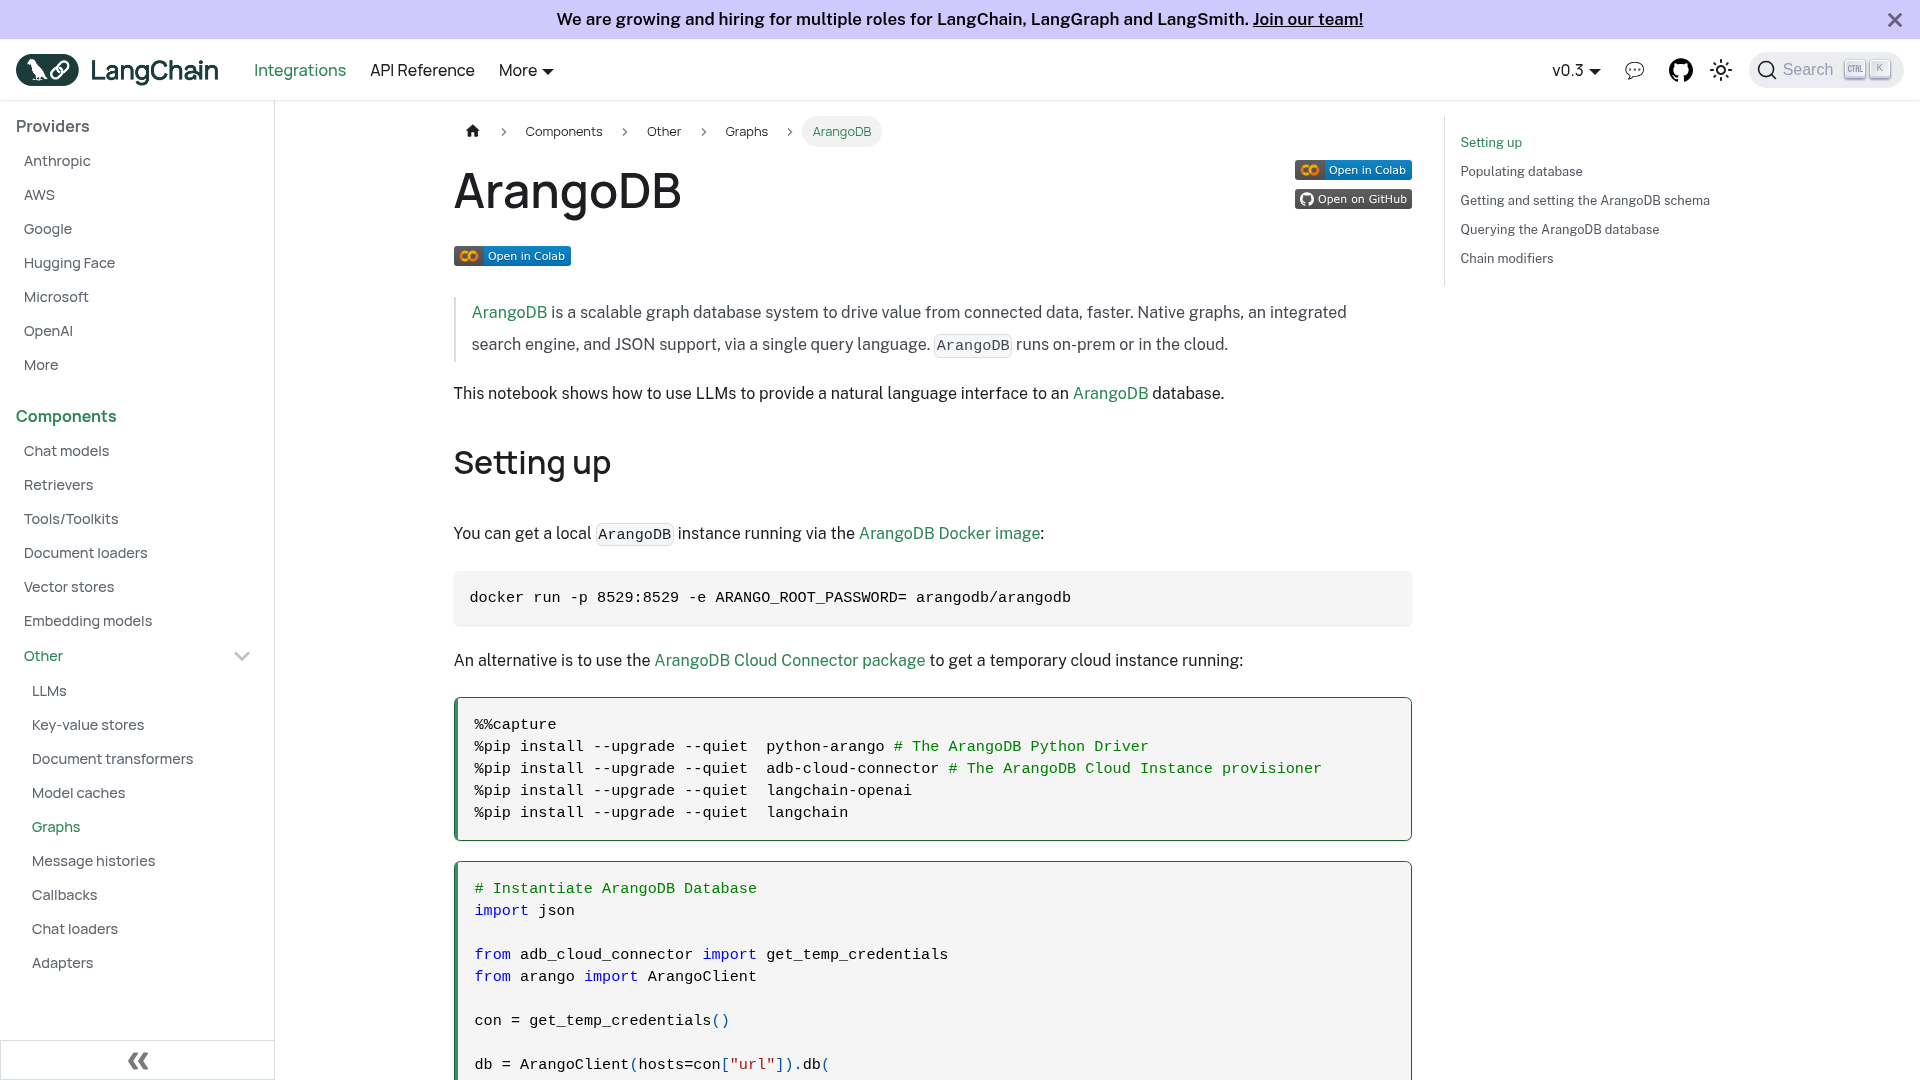 We are growing and hiring for multiple roles for LangChain, LangGraph and LangSmith. Join our team!
LangChain
Integrations
API Reference
More
v0.3
💬
Search
CTRL
K
Providers
Anthropic
AWS
Google
Hugging Face
Microsoft
OpenAI
More
Components
Chat models
Retrievers
Tools/Toolkits
Document loaders
Vector stores
Embedding models
Other
LLMs
Key-value stores
Document transformers
Model caches
Graphs
Message histories
Callbacks
Chat loaders
Adapters
Components
Other
Graphs
ArangoDB
ArangoDB
Open in Colab
Open on GitHub
Open in Colab
ArangoDB is a scalable graph database system to drive value from connected data, faster. Native graphs, an integrated
search engine, and JSON support, via a single query language. ArangoDB runs on-prem or in the cloud.
This notebook shows how to use LLMs to provide a natural language interface to an ArangoDB database.
Setting up
You can get a local ArangoDB instance running via the ArangoDB Docker image:
docker run -p 8529:8529 -e ARANGO_ROOT_PASSWORD= arangodb/arangodb
An alternative is to use the ArangoDB Cloud Connector package to get a temporary cloud instance running:
%%capture
%pip install --upgrade --quiet  python-arango # The ArangoDB Python Driver
%pip install --upgrade --quiet  adb-cloud-connector # The ArangoDB Cloud Instance provisioner
%pip install --upgrade --quiet  langchain-openai
%pip install --upgrade --quiet  langchain
# Instantiate ArangoDB Database
import json
from adb_cloud_connector import get_temp_credentials
from arango import ArangoClient
con = get_temp_credentials()
db = ArangoClient(hosts=con["url"]).db(
Setting up
Populating database
Getting and setting the ArangoDB schema
Querying the ArangoDB database
Chain modifiers